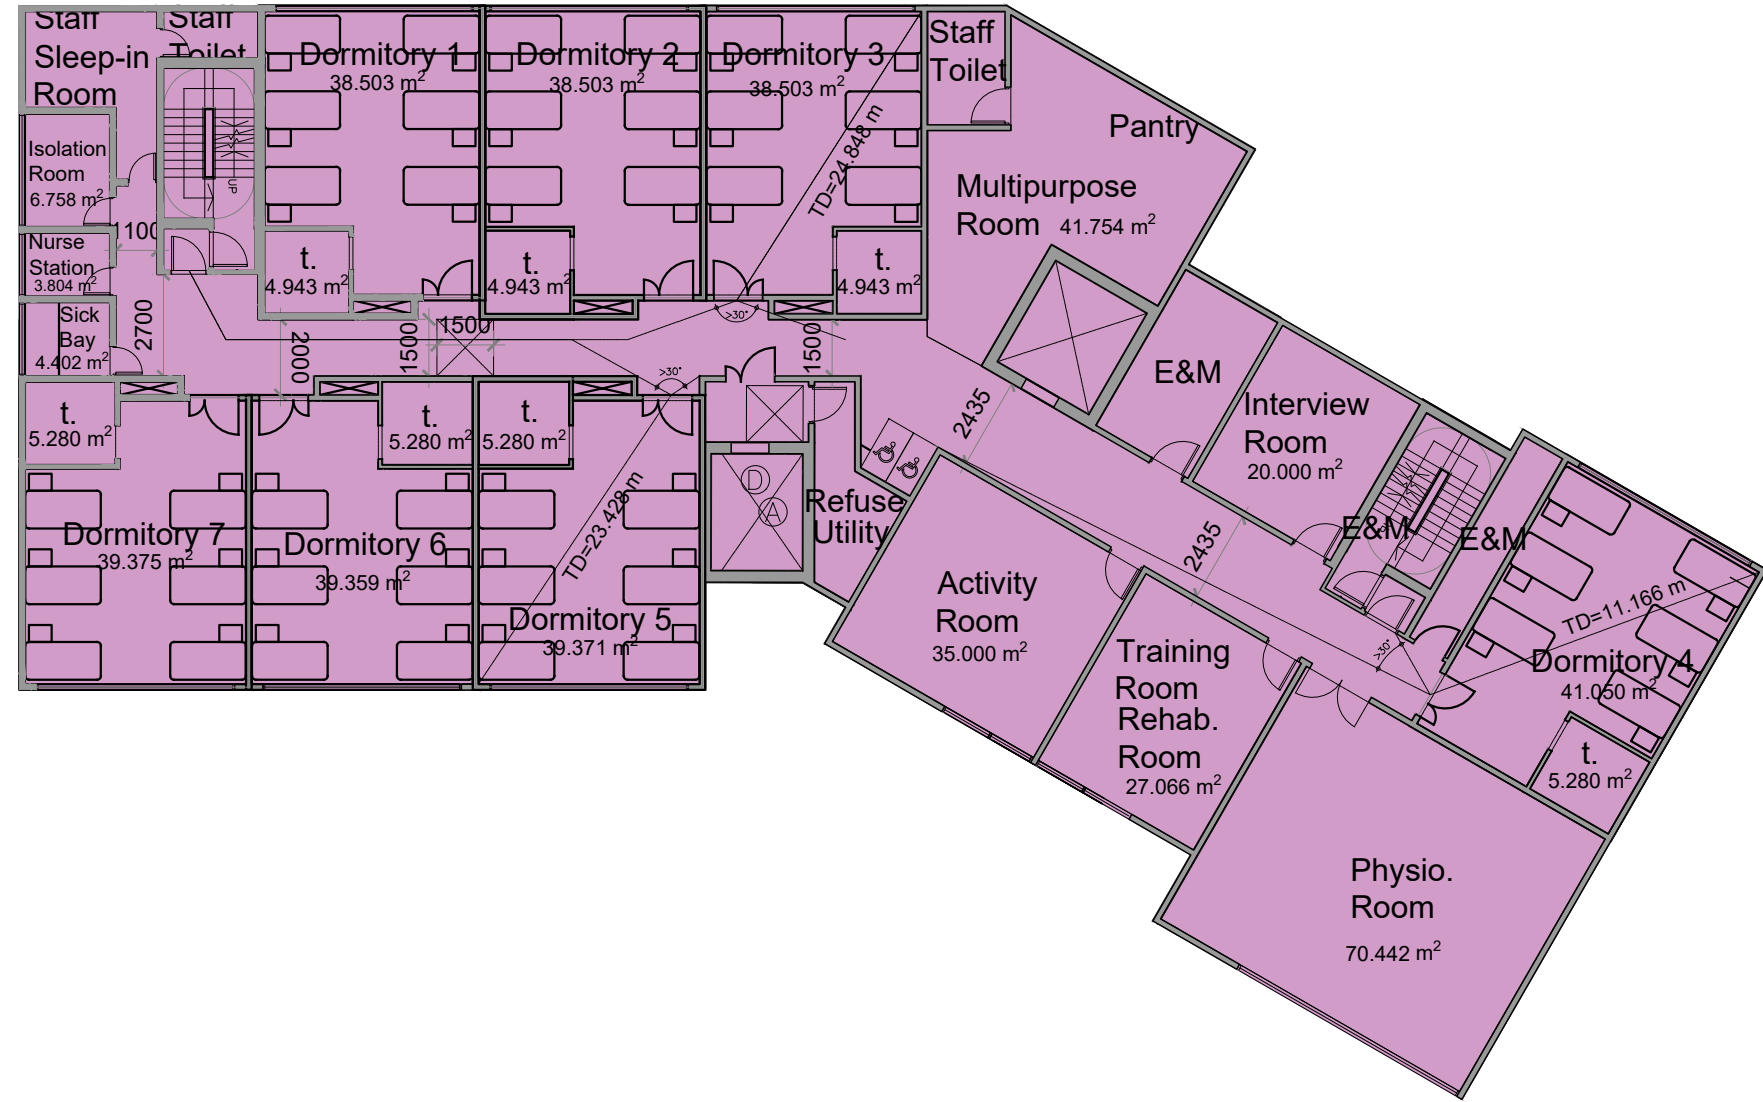 Staff
Sleep-in
Room
Staff
Toilet
Isolation
Room
6.758 m²
UP
1100
Nurse
Station
3.804 m²
Sick
Bay
4.402 m²
2700
Dormitory 1
38.503 m²
t.
4.943 m²
Dormitory 2
38.503 m²
t.
4.943 m²
Dormitory 3
38.503 m²
TD=24.848 m
t.
4.943 m²
Staff
Toilet
Pantry
Multipurpose
Room 41.754 m²
2000
1500
1500
>30°
1500
>30°
t.
5.280 m²
Dormitory 7
39.375 m²
t.
5.280 m²
Dormitory 6
39.359 m²
t.
5.280 m²
TD=23.428 m
Dormitory 5
39.371 m²
D
A
Refuse
Utility
2435
E&M
Interview
Room
20.000 m²
2435
E&M
E&M
Activity
Room
35.000 m²
Training
Room
Rehab.
Room
27.066 m²
>30°
TD=11.166 m
Dormitory 4
41.050 m²
t.
5.280 m²
Physio.
Room
70.442 m²